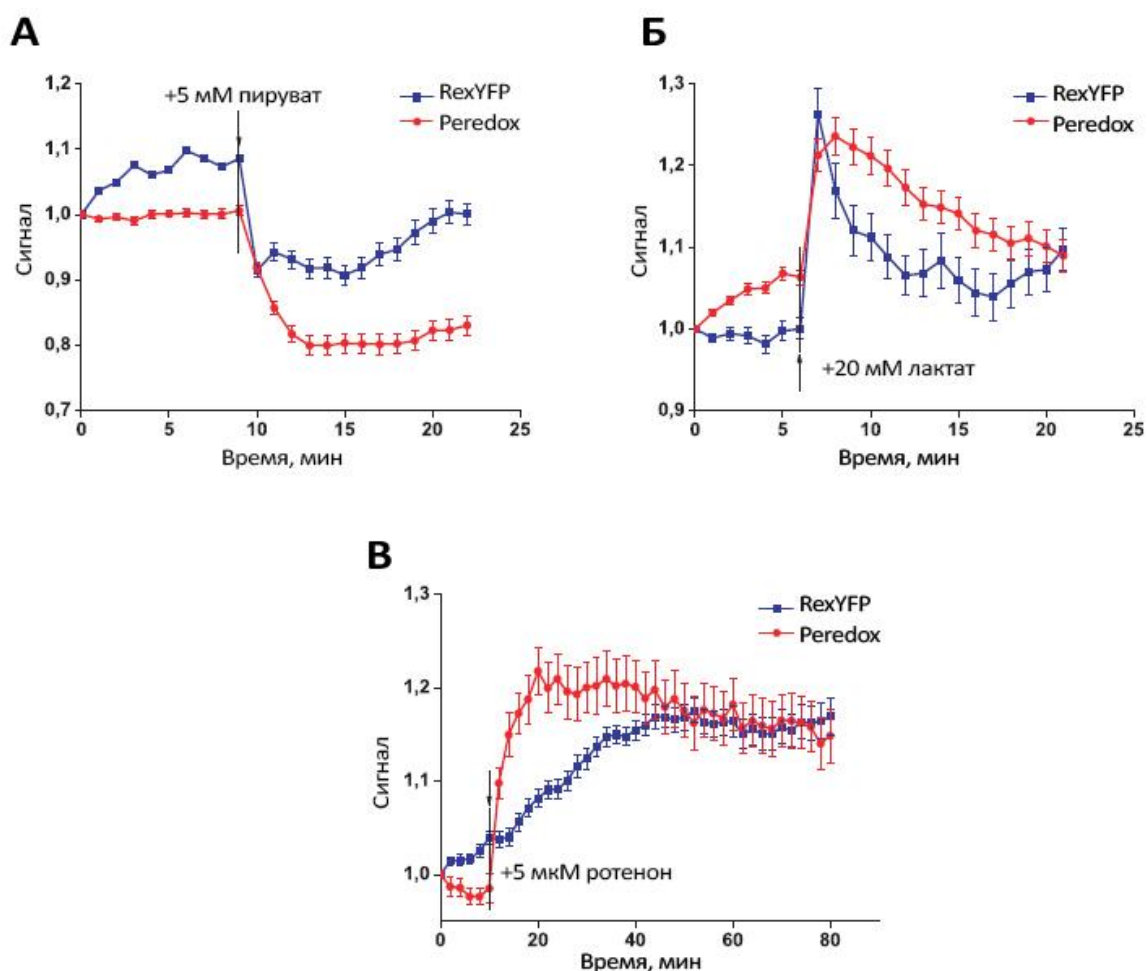 А
1,2
1,1
1,0
0,9
0,8
0,7
Сигнал
+5 мМ пируват
RexYFP
Peredox
0 5 10 15 20 25
Время, мин
Б
1,3
1,2
1,1
1,0
0,9
Сигнал
RexYFP
Peredox
+20 мМ лактат
0 5 10 15 20 25
Время, мин
В
1,3
1,2
1,1
1,0
Сигнал
RexYFP
Peredox
+5 мкМ ротенон
0 20 40 60 80
Время, мин